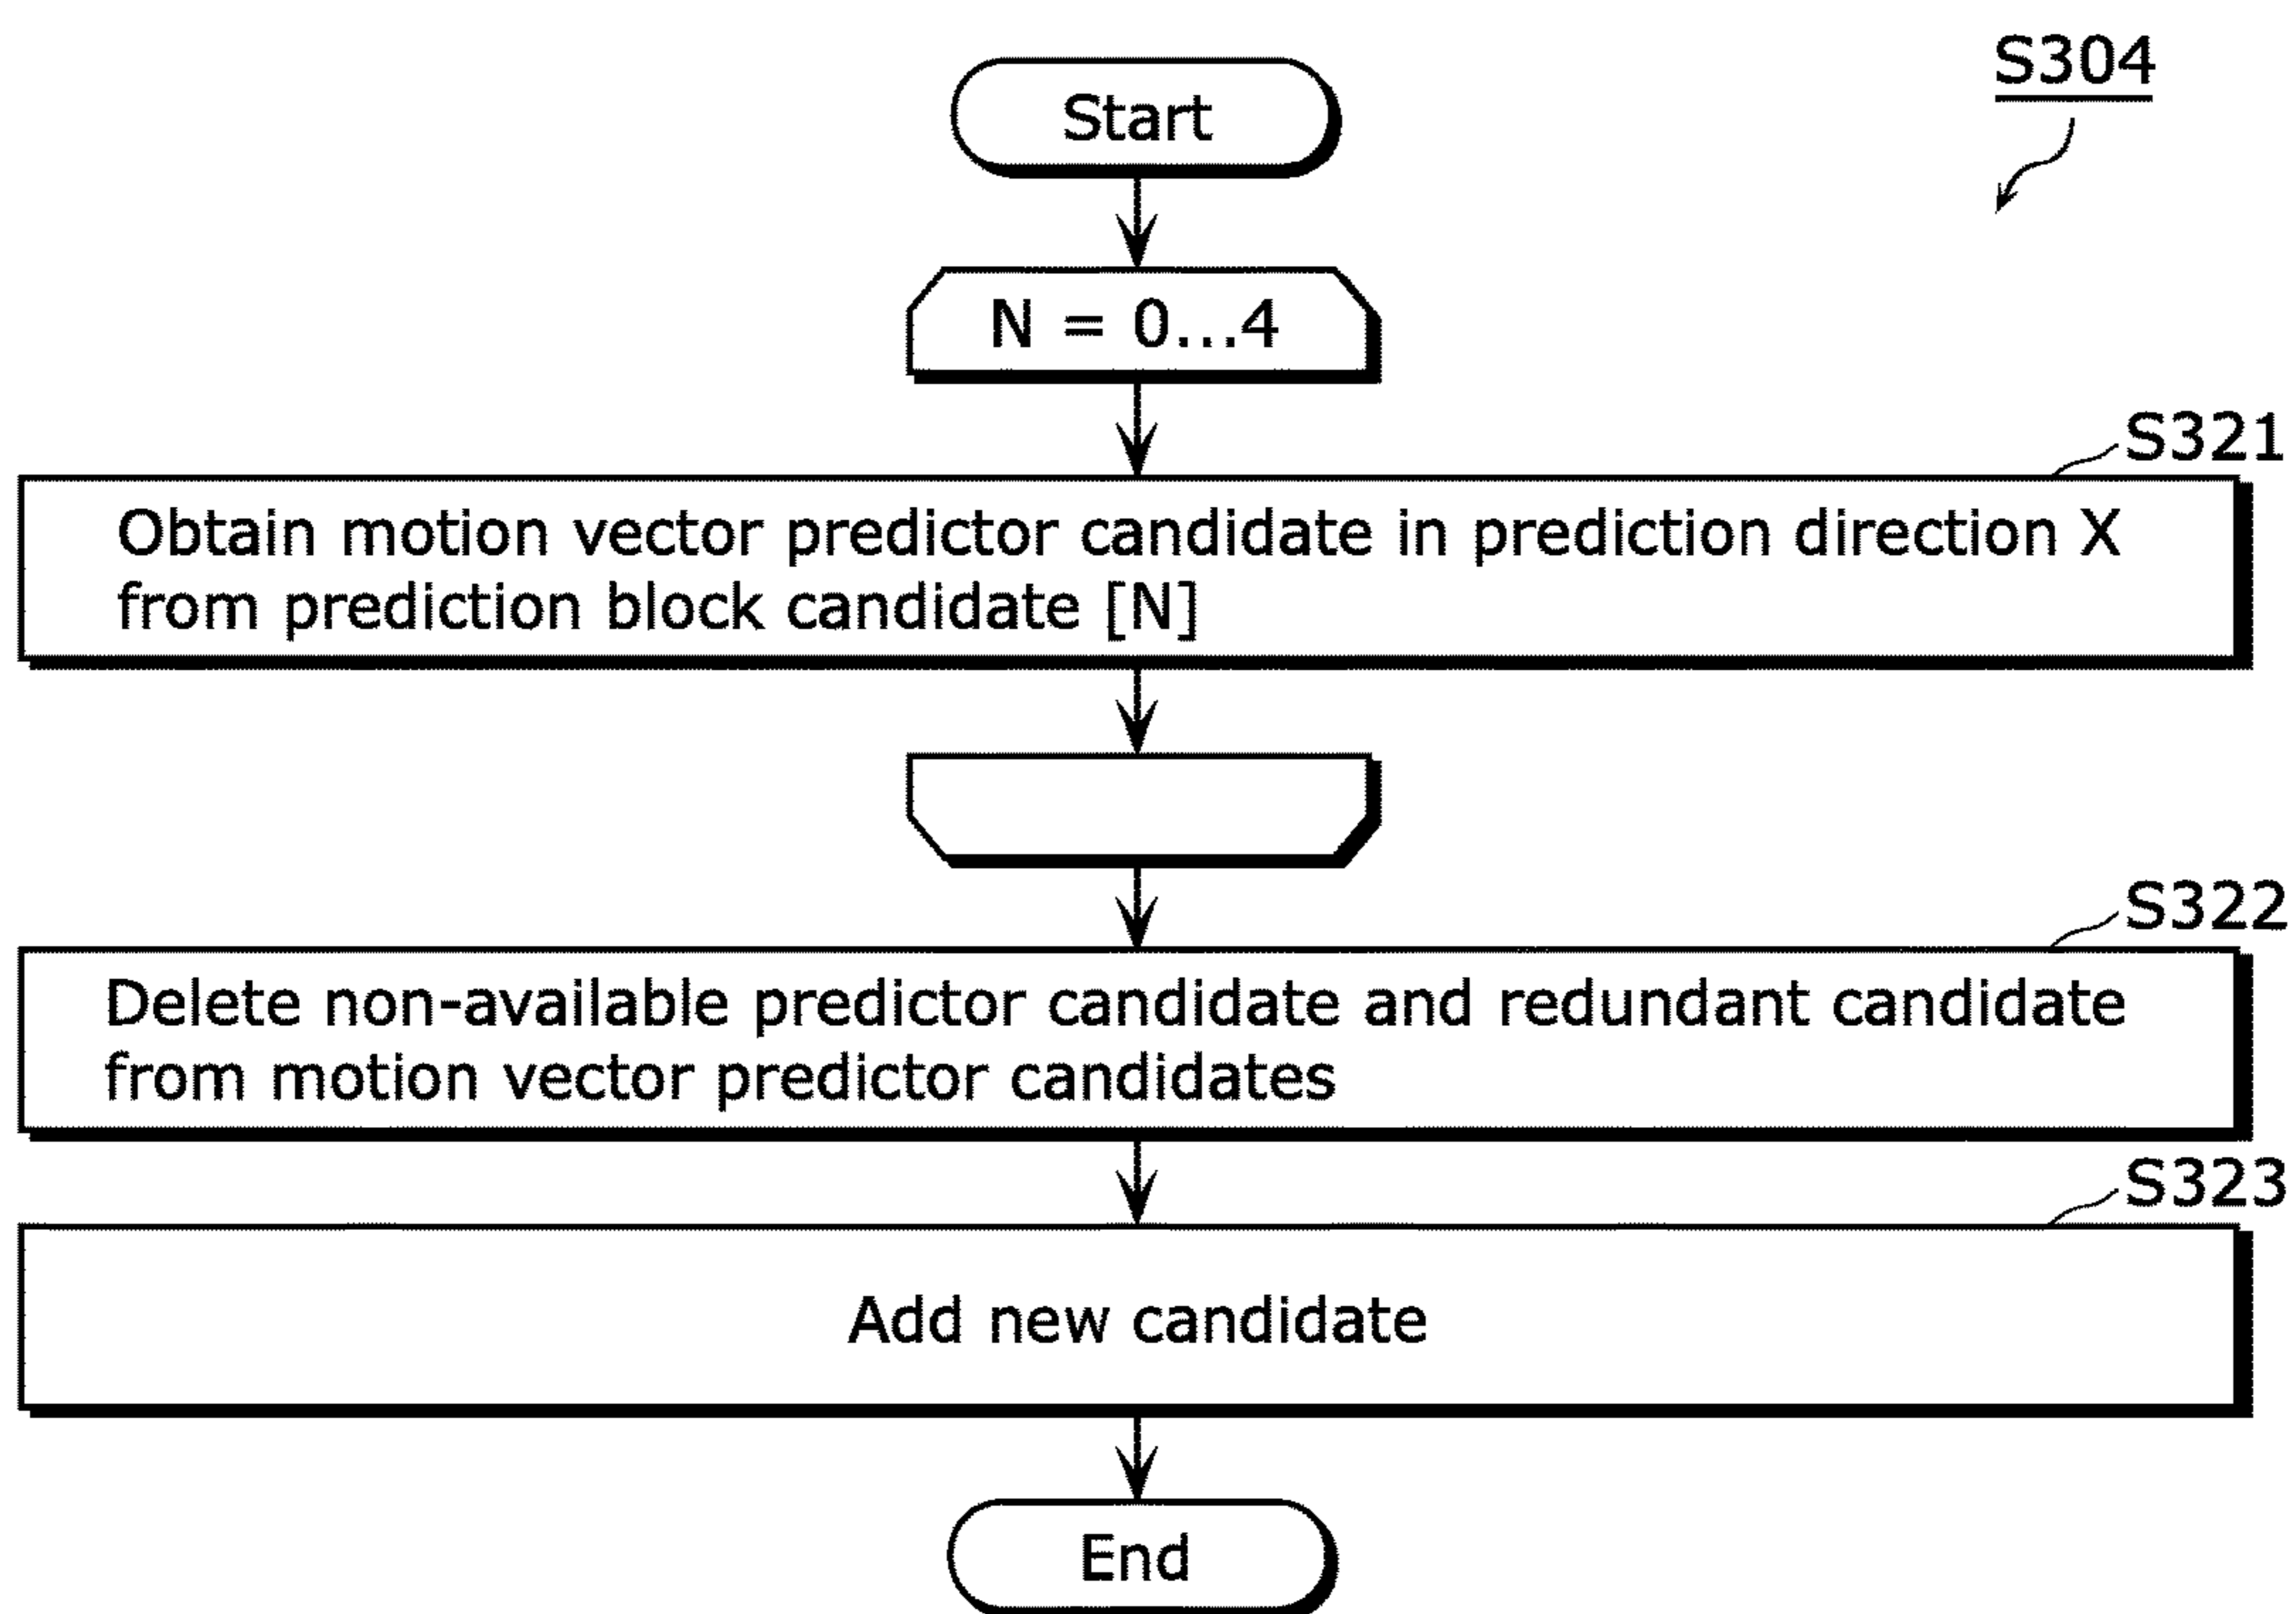 S304
Start
N = 0...4
S321
Obtain motion vector predictor candidate in prediction direction X
from prediction block candidate [N]
S322
Delete non-available predictor candidate and redundant candidate
from motion vector predictor candidates
S323
Add new candidate
End